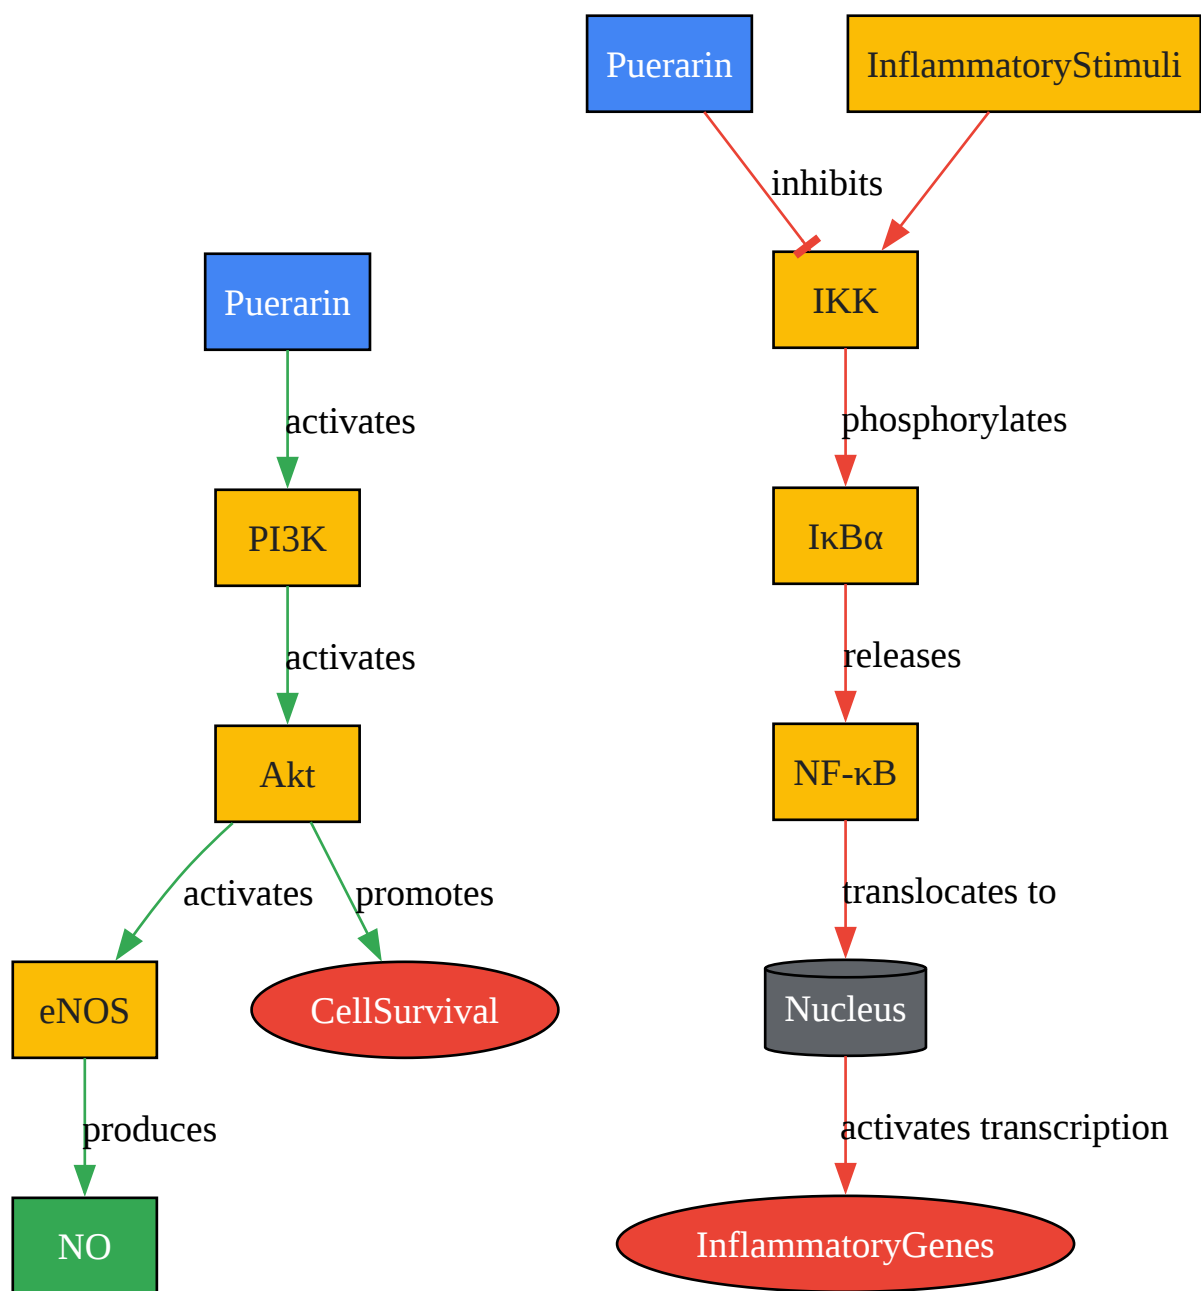 Puerarin
InflammatoryStimuli
inhibits
Puerarin
IKK
activates
phosphorylates
PI3K
IκBα
activates
releases
Akt
NF-κB
activates
promotes
translocates to
eNOS
CellSurvival
Nucleus
produces
activates transcription
NO
InflammatoryGenes